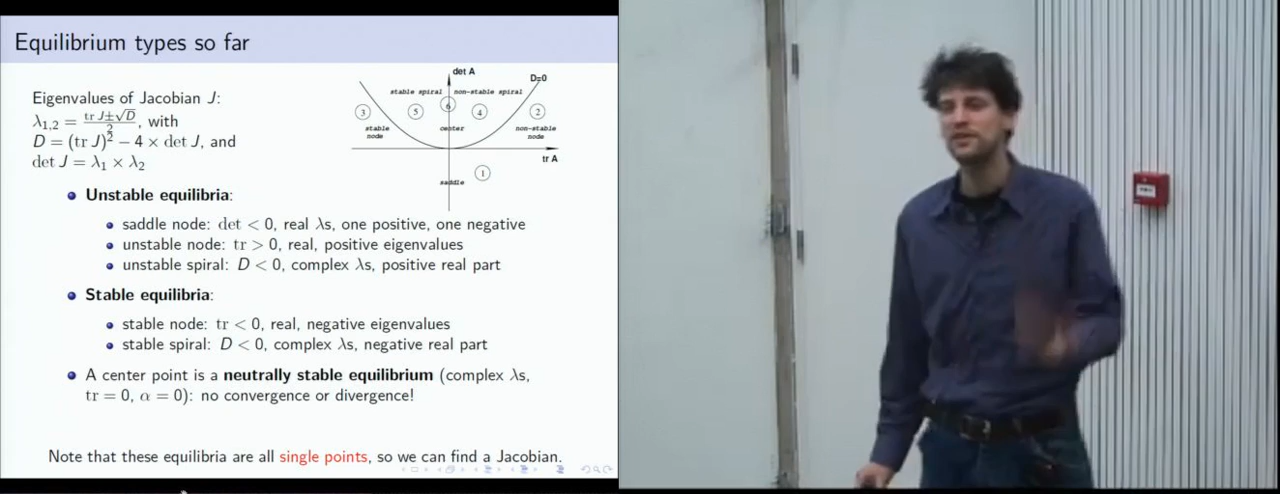 Equilibrium types so far
Eigenvalues of Jacobian J:
λ1,2 = (tr J±√D)/2, with
D = (tr J)² − 4 × det J, and
det J = λ1 × λ2
det A
D=0
stable spiral
non-stable spiral
3
5
6
4
2
stable
node
center
non-stable
node
tr A
1
saddle
Unstable equilibria:
saddle node: det < 0, real λs, one positive, one negative
unstable node: tr > 0, real, positive eigenvalues
unstable spiral: D < 0, complex λs, positive real part
Stable equilibria:
stable node: tr < 0, real, negative eigenvalues
stable spiral: D < 0, complex λs, negative real part
A center point is a neutrally stable equilibrium (complex λs,
tr = 0, α = 0): no convergence or divergence!
Note that these equilibria are all single points, so we can find a Jacobian.